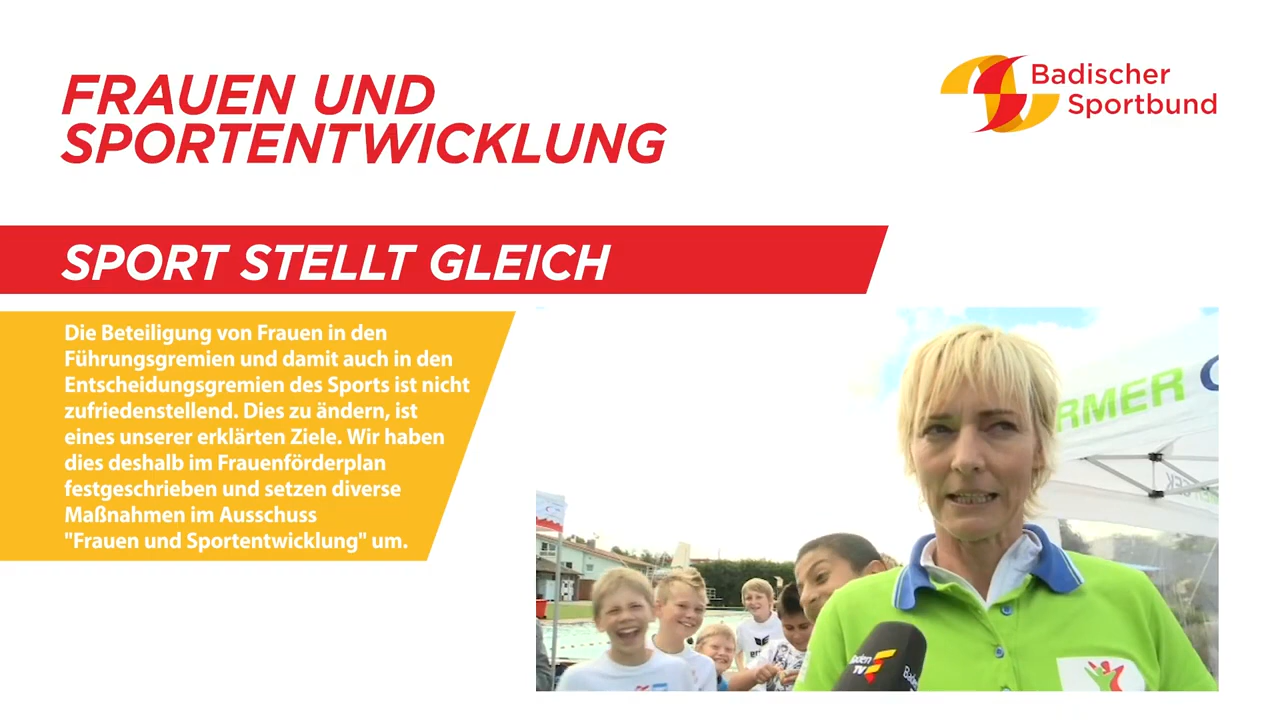 FRAUEN UND
SPORTENTWICKLUNG
Badischer
Sportbund
SPORT STELLT GLEICH
Die Beteiligung von Frauen in den
Führungsgremien und damit auch in den
Entscheidungsgremien des Sports ist nicht
zufriedenstellend. Dies zu ändern, ist
eines unserer erklärten Ziele. Wir haben
dies deshalb im Frauenförderplan
festgeschrieben und setzen diverse
Maßnahmen im Ausschuss
"Frauen und Sportentwicklung" um.
RMER
Baden
TV